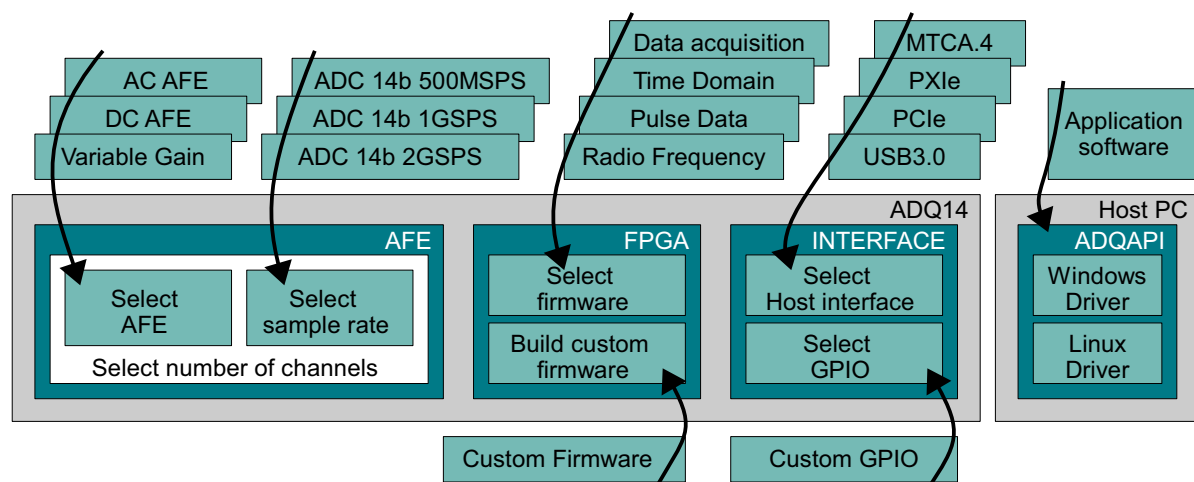 AC AFE
DC AFE
Variable Gain
ADC 14b 500MSPS
ADC 14b 1GSPS
ADC 14b 2GSPS
Data acquisition
Time Domain
Pulse Data
Radio Frequency
MTCA.4
PXIe
PCIe
USB3.0
Application
software
ADQ14
Host PC
AFE
Select
AFE
Select
sample rate
Select number of channels
FPGA
Select
firmware
Build custom
firmware
INTERFACE
Select
Host interface
Select
GPIO
ADQAPI
Windows
Driver
Linux
Driver
Custom Firmware
Custom GPIO